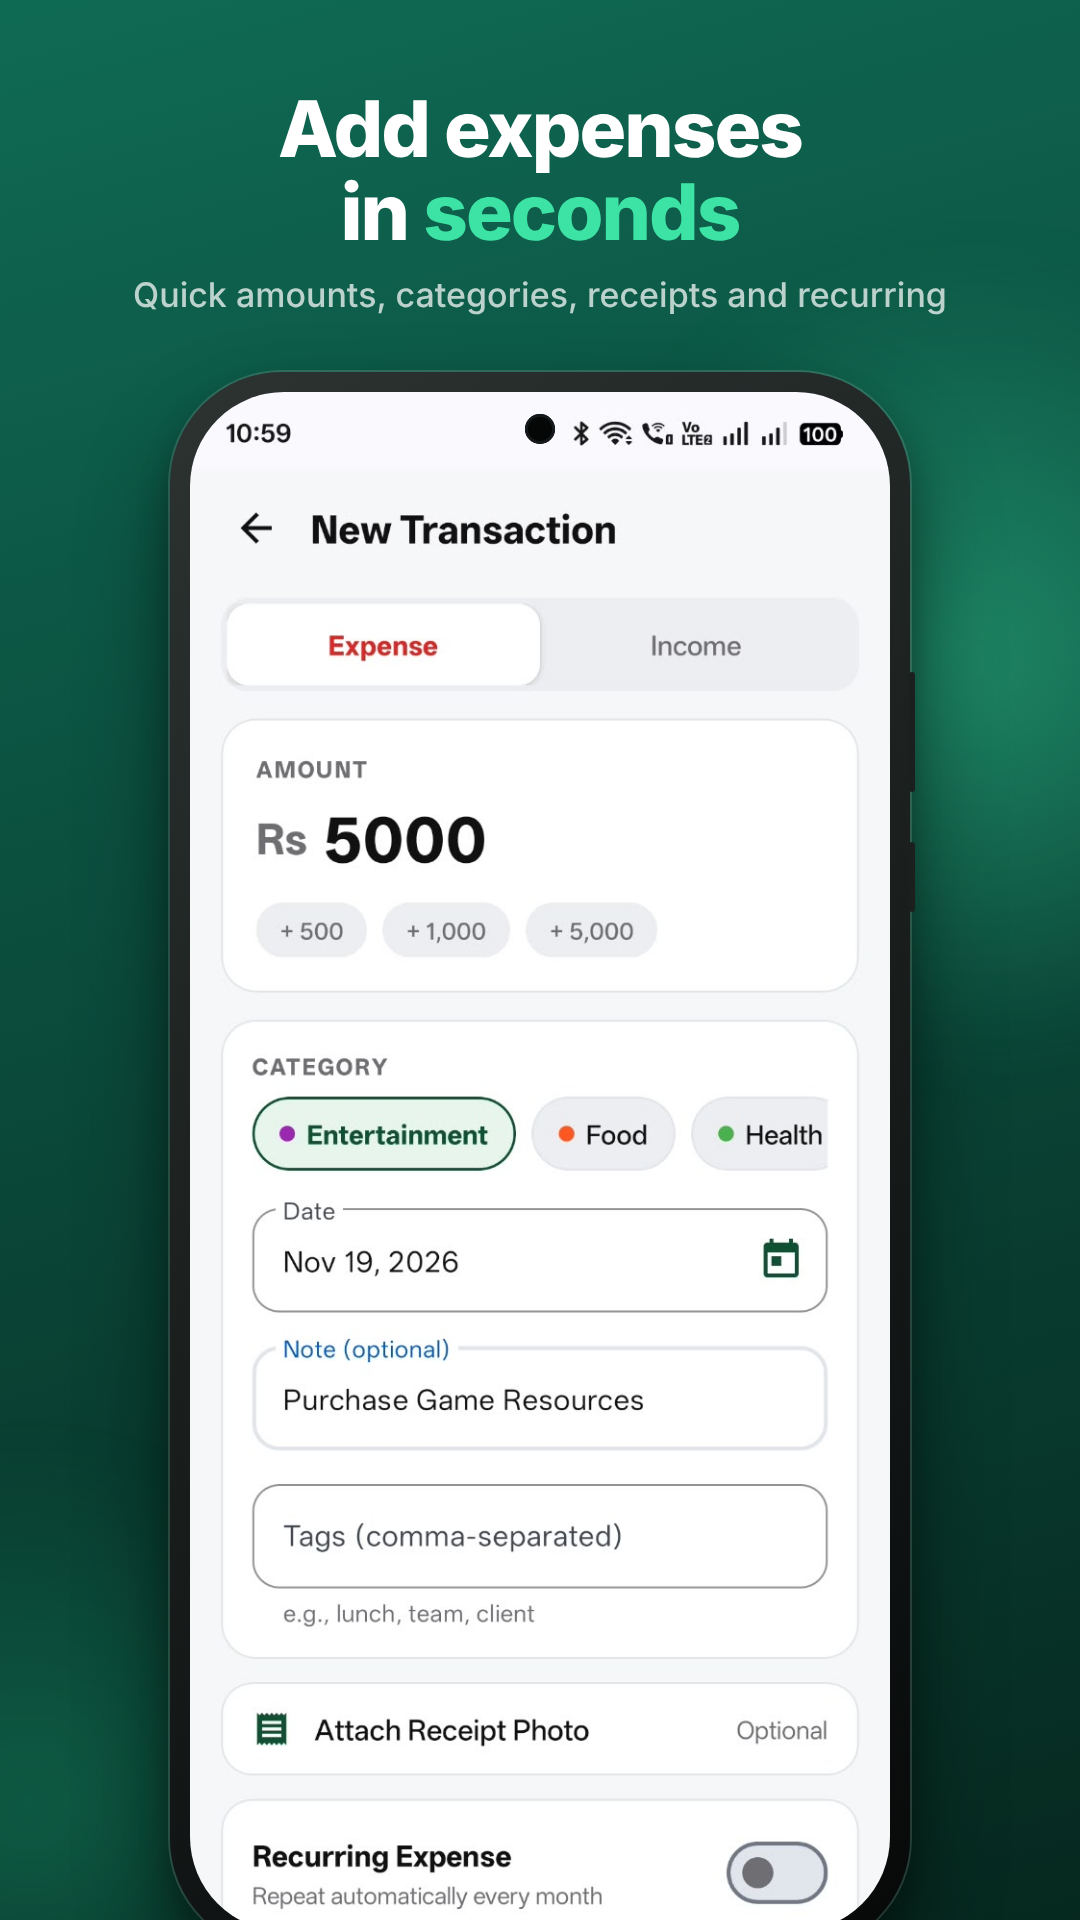 Add expenses
in seconds
Quick amounts, categories, receipts and recurring
10:59
Vo
LTE2
100
New Transaction
Expense
Income
AMOUNT
Rs 5000
+ 500
+ 1,000
+ 5,000
CATEGORY
Entertainment
Food
Health
Date
Nov 19, 2026
Note (optional)
Purchase Game Resources
Tags (comma-separated)
e.g., lunch, team, client
Attach Receipt Photo
Optional
Recurring Expense
Repeat automatically every month